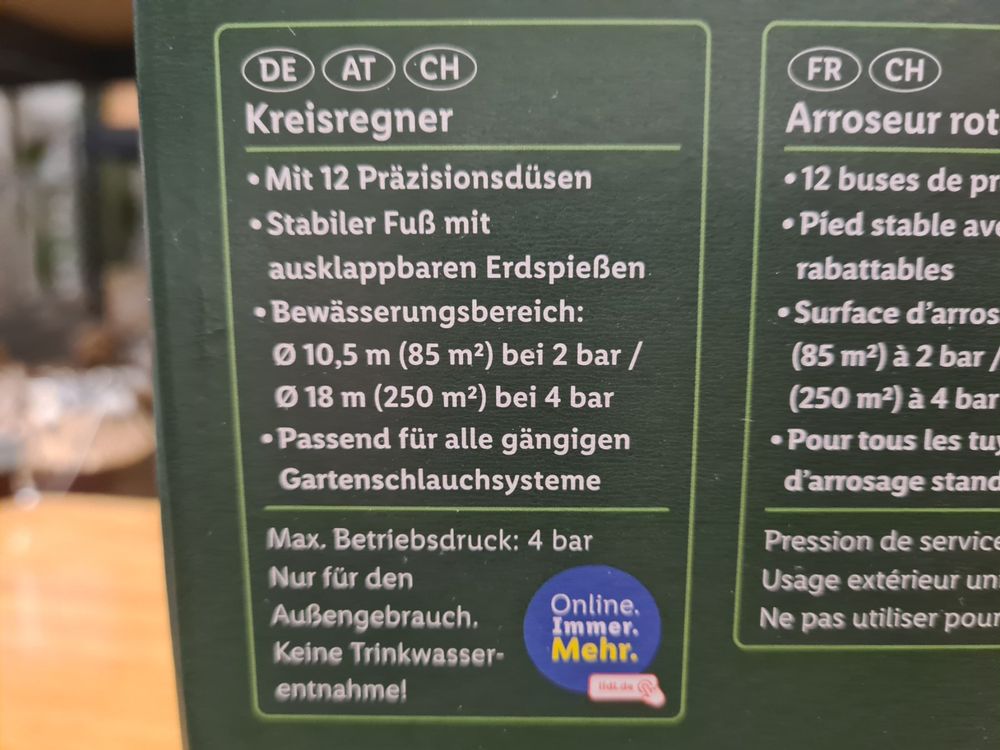 DE AT CH
Kreisregner
• Mit 12 Präzisionsdüsen
• Stabiler Fuß mit
ausklappbaren Erdspießen
• Bewässerungsbereich:
Ø 10,5 m (85 m²) bei 2 bar /
Ø 18 m (250 m²) bei 4 bar
• Passend für alle gängigen
Gartenschlauchsysteme
Max. Betriebsdruck: 4 bar
Nur für den
Außengebrauch.
Keine Trinkwasser-
entnahme!
Online.
Immer.
Mehr.
lidl.de
FR CH
Arroseur rot
• 12 buses de pr
• Pied stable ave
rabattables
• Surface d'arros
(85 m²) à 2 bar /
(250 m²) à 4 bar
• Pour tous les tuy
d'arrosage stand
Pression de service
Usage extérieur un
Ne pas utiliser pour